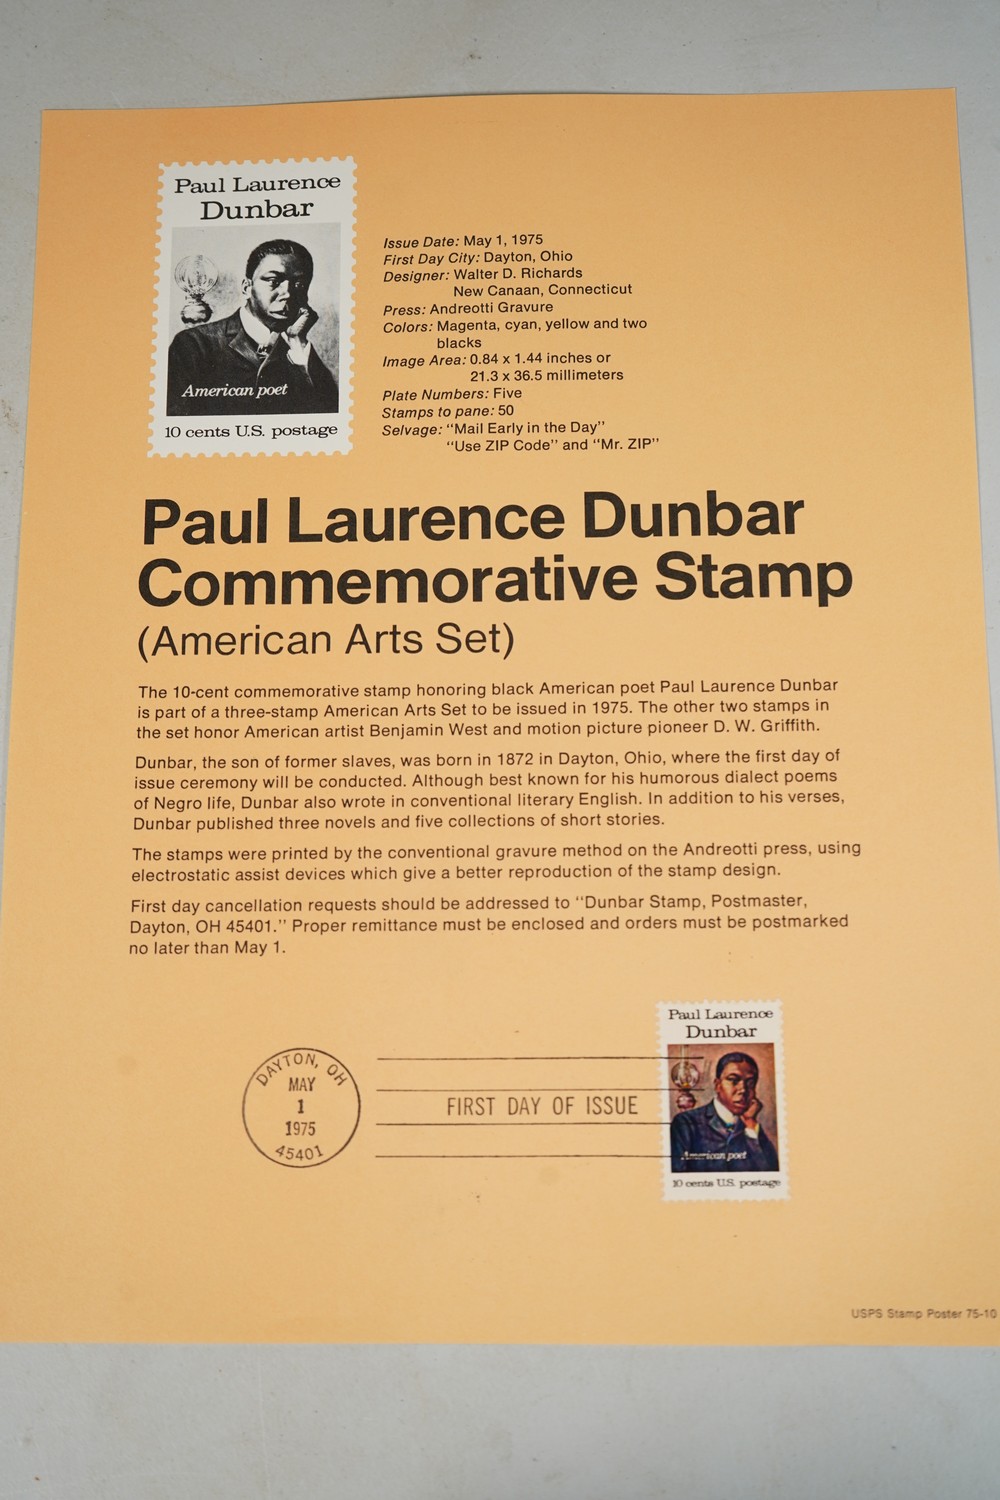 Paul Laurence
Dunbar
American poet
10 cents U.S. postage
Issue Date: May 1, 1975
First Day City: Dayton, Ohio
Designer: Walter D. Richards
New Canaan, Connecticut
Press: Andreotti Gravure
Colors: Magenta, cyan, yellow and two
blacks
Image Area: 0.84 x 1.44 inches or
21.3 x 36.5 millimeters
Plate Numbers: Five
Stamps to pane: 50
Selvage: “Mail Early in the Day”
“Use ZIP Code” and “Mr. ZIP”
Paul Laurence Dunbar
Commemorative Stamp
(American Arts Set)
The 10-cent commemorative stamp honoring black American poet Paul Laurence Dunbar
is part of a three-stamp American Arts Set to be issued in 1975. The other two stamps in
the set honor American artist Benjamin West and motion picture pioneer D. W. Griffith.
Dunbar, the son of former slaves, was born in 1872 in Dayton, Ohio, where the first day of
issue ceremony will be conducted. Although best known for his humorous dialect poems
of Negro life, Dunbar also wrote in conventional literary English. In addition to his verses,
Dunbar published three novels and five collections of short stories.
The stamps were printed by the conventional gravure method on the Andreotti press, using
electrostatic assist devices which give a better reproduction of the stamp design.
First day cancellation requests should be addressed to “Dunbar Stamp, Postmaster,
Dayton, OH 45401.” Proper remittance must be enclosed and orders must be postmarked
no later than May 1.
DAYTON, OH
MAY
1
1975
45401
FIRST DAY OF ISSUE
Paul Laurence
Dunbar
American poet
10 cents U.S. postage
USPS Stamp Poster 75-10